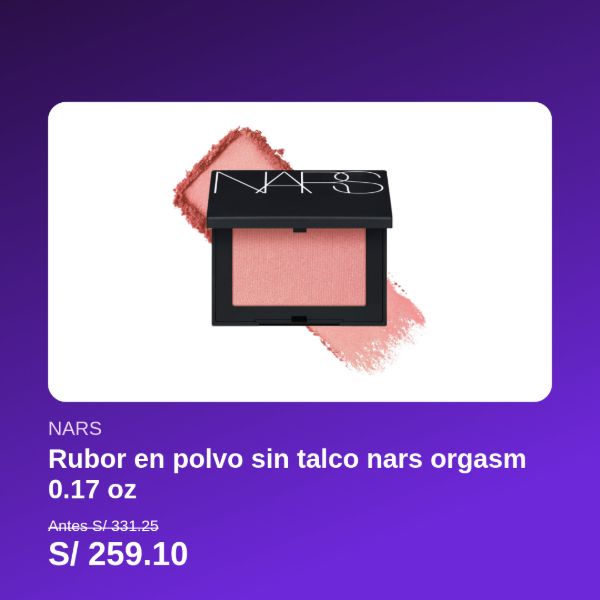 NARS
NARS
Rubor en polvo sin talco nars orgasm
0.17 oz
Antes S/ 331.25
S/ 259.10